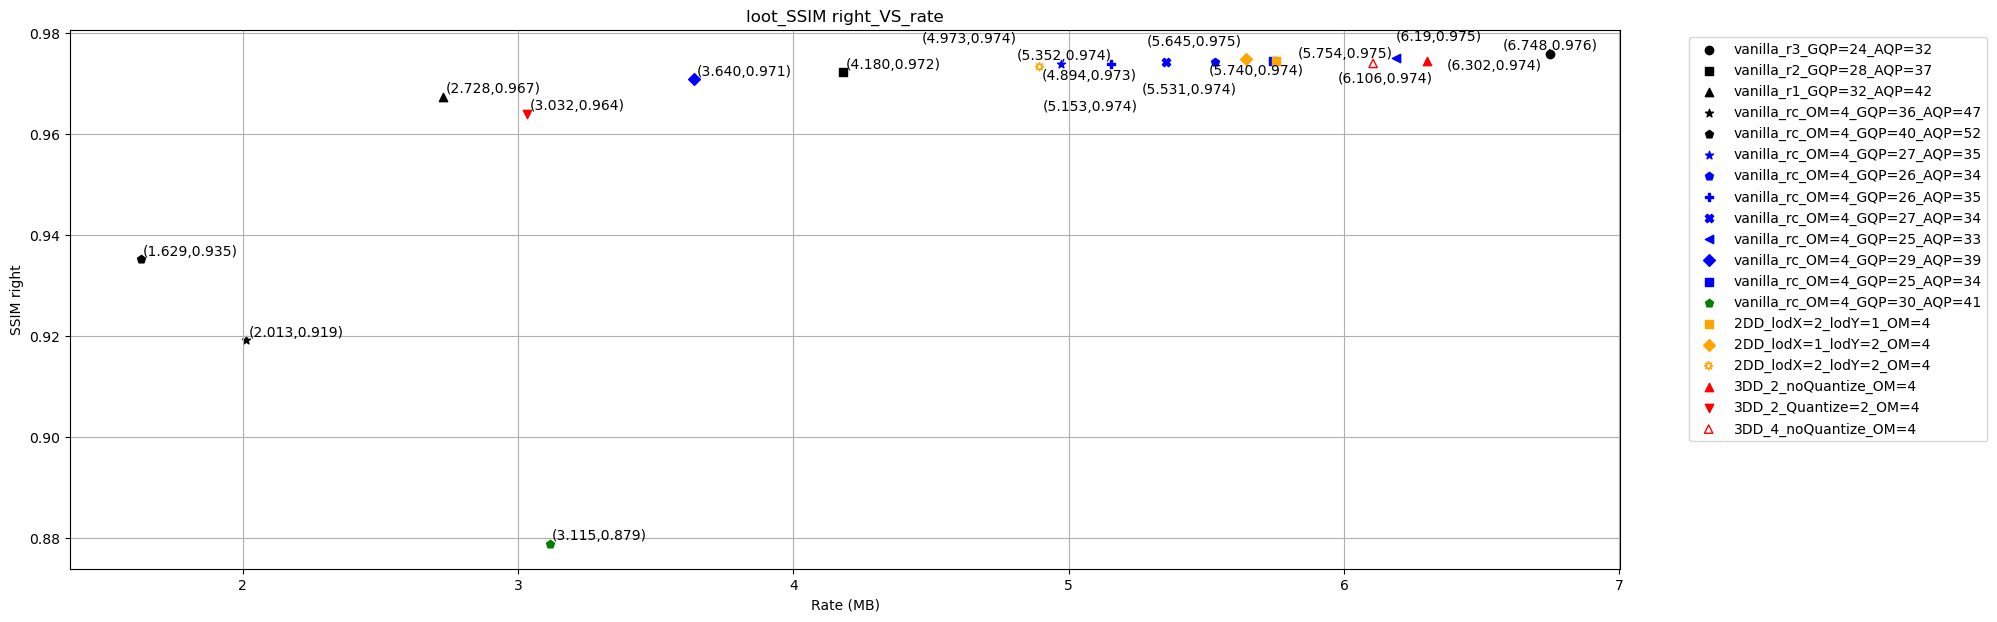 loot_SSIM right_VS_rate
0.98
0.96
0.94
0.92
0.90
0.88
SSIM right
(4.973,0.974)
(5.352,0.974)
(5.645,0.975)
(6.19,0.975)
(6.748,0.976)
(5.754,0.975)
(6.302,0.974)
(2.728,0.967)
(3.032,0.964)
(3.640,0.971)
(4.180,0.972)
(4.894,0.973)
(5.740,0.974)
(6.106,0.974)
(5.531,0.974)
(5.153,0.974)
(1.629,0.935)
(2.013,0.919)
(3.115,0.879)
2
3
4
5
6
7
Rate (MB)
vanilla_r3_GQP=24_AQP=32
vanilla_r2_GQP=28_AQP=37
vanilla_r1_GQP=32_AQP=42
vanilla_rc_OM=4_GQP=36_AQP=47
vanilla_rc_OM=4_GQP=40_AQP=52
vanilla_rc_OM=4_GQP=27_AQP=35
vanilla_rc_OM=4_GQP=26_AQP=34
vanilla_rc_OM=4_GQP=26_AQP=35
vanilla_rc_OM=4_GQP=27_AQP=34
vanilla_rc_OM=4_GQP=25_AQP=33
vanilla_rc_OM=4_GQP=29_AQP=39
vanilla_rc_OM=4_GQP=25_AQP=34
vanilla_rc_OM=4_GQP=30_AQP=41
2DD_lodX=2_lodY=1_OM=4
2DD_lodX=1_lodY=2_OM=4
2DD_lodX=2_lodY=2_OM=4
3DD_2_noQuantize_OM=4
3DD_2_Quantize=2_OM=4
3DD_4_noQuantize_OM=4